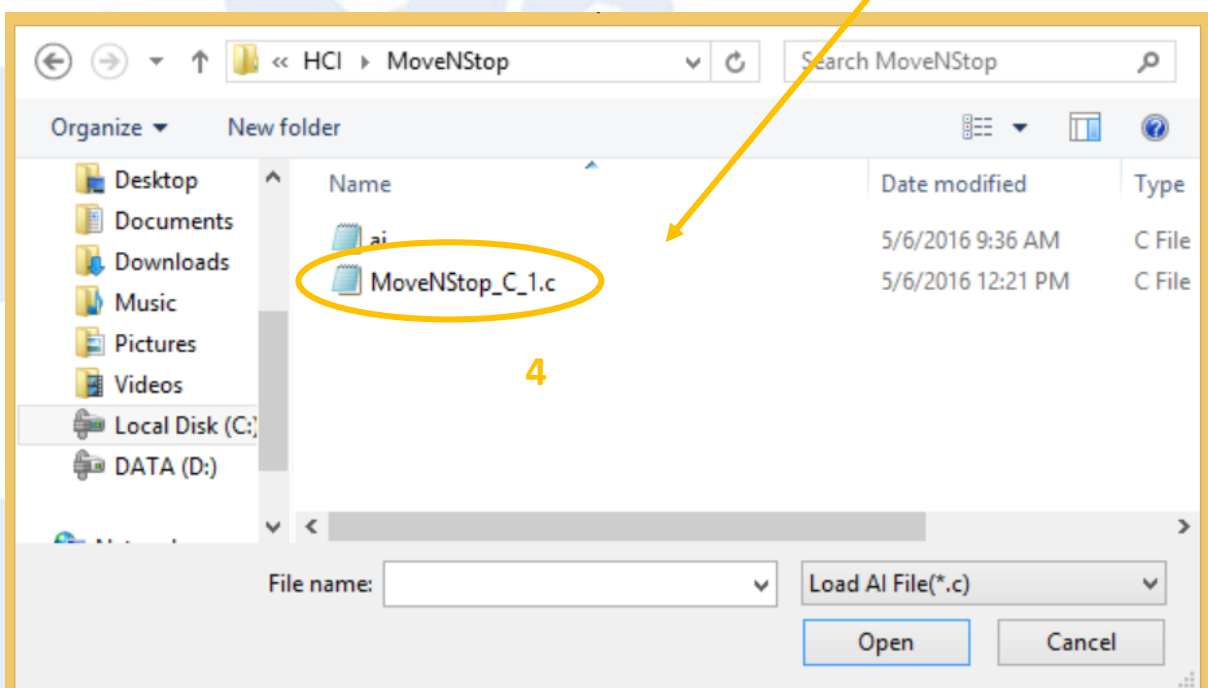 « HCI ▸ MoveNStop
Search MoveNStop
Organize
New folder
Name
Date modified
Type
Desktop
Documents
Downloads
Music
Pictures
Videos
Local Disk (C:)
DATA (D:)
ai
5/6/2016 9:36 AM
C File
MoveNStop_C_1.c
5/6/2016 12:21 PM
C File
4
File name:
Load AI File(*.c)
Open
Cancel